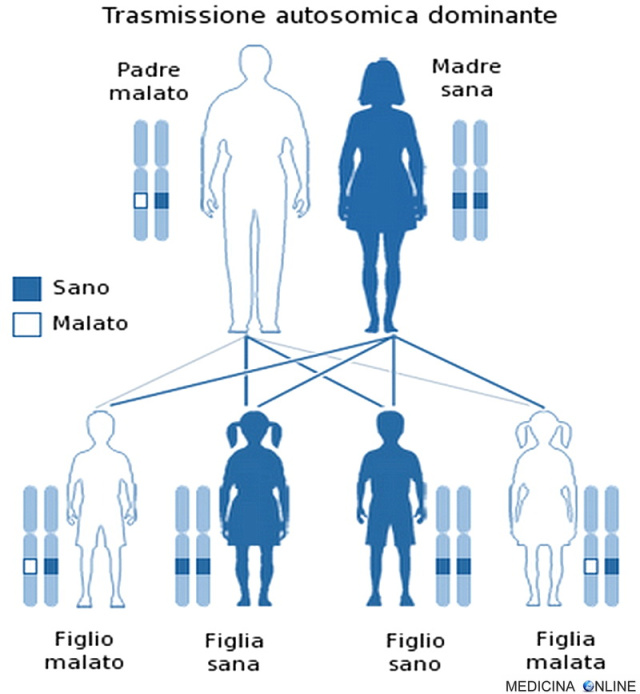 Trasmissione autosomica dominante
Padre
malato
Madre
sana
Sano
Malato
Figlio
malato
Figlia
sana
Figlio
sano
Figlia
malata
MEDICINA ONLINE